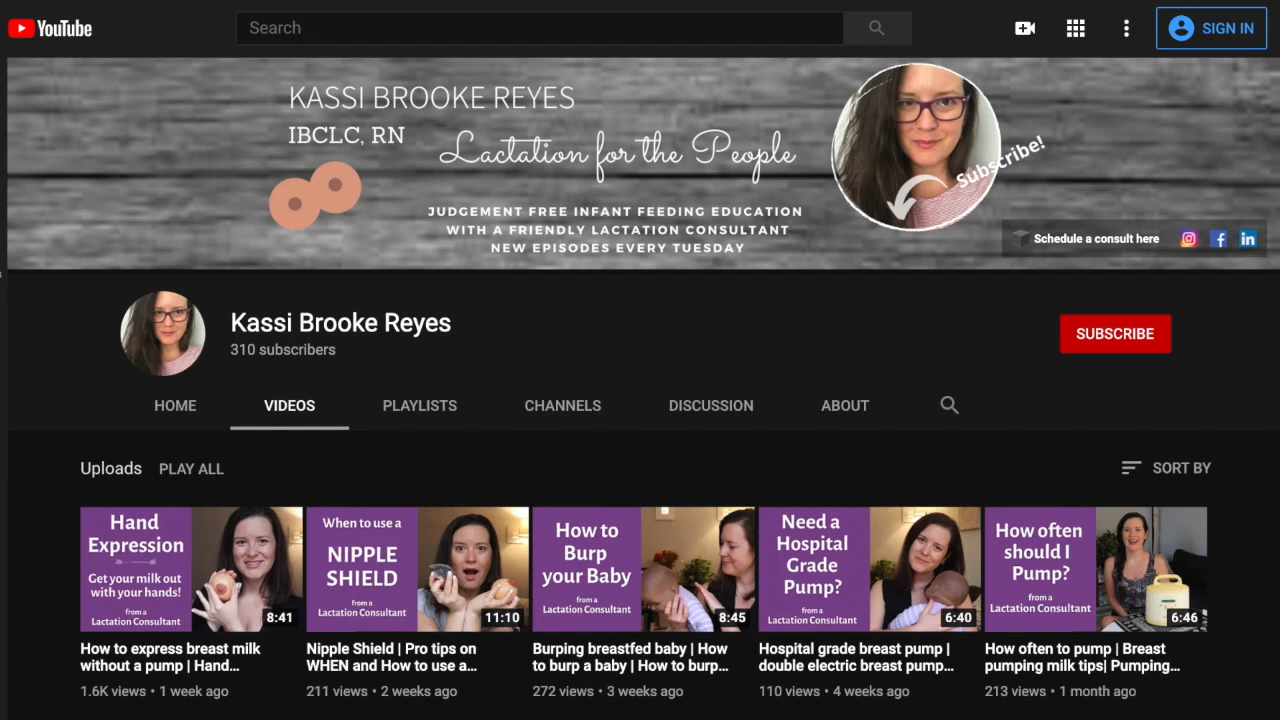 YouTube
Search
SIGN IN
KASSI BROOKE REYES
IBCLC, RN
Lactation for the People
JUDGEMENT FREE INFANT FEEDING EDUCATION
WITH A FRIENDLY LACTATION CONSULTANT
NEW EPISODES EVERY TUESDAY
Subscribe!
Schedule a consult here
Kassi Brooke Reyes
310 subscribers
SUBSCRIBE
HOME
VIDEOS
PLAYLISTS
CHANNELS
DISCUSSION
ABOUT
Uploads
PLAY ALL
SORT BY
Hand
Expression
Get your milk out
with your hands!
from a
Lactation Consultant
8:41
How to express breast milk
without a pump | Hand...
1.6K views • 1 week ago
When to use a
NIPPLE
SHIELD
from a
Lactation Consultant
11:10
Nipple Shield | Pro tips on
WHEN and How to use a...
211 views • 2 weeks ago
How to
Burp
your Baby
from a
Lactation Consultant
8:45
Burping breastfed baby | How
to burp a baby | How to burp...
272 views • 3 weeks ago
Need a
Hospital
Grade
Pump?
from a
Lactation Consultant
6:40
Hospital grade breast pump |
double electric breast pump...
110 views • 4 weeks ago
How often
should I
Pump?
from a
Lactation Consultant
6:46
How often to pump | Breast
pumping milk tips| Pumping...
213 views • 1 month ago